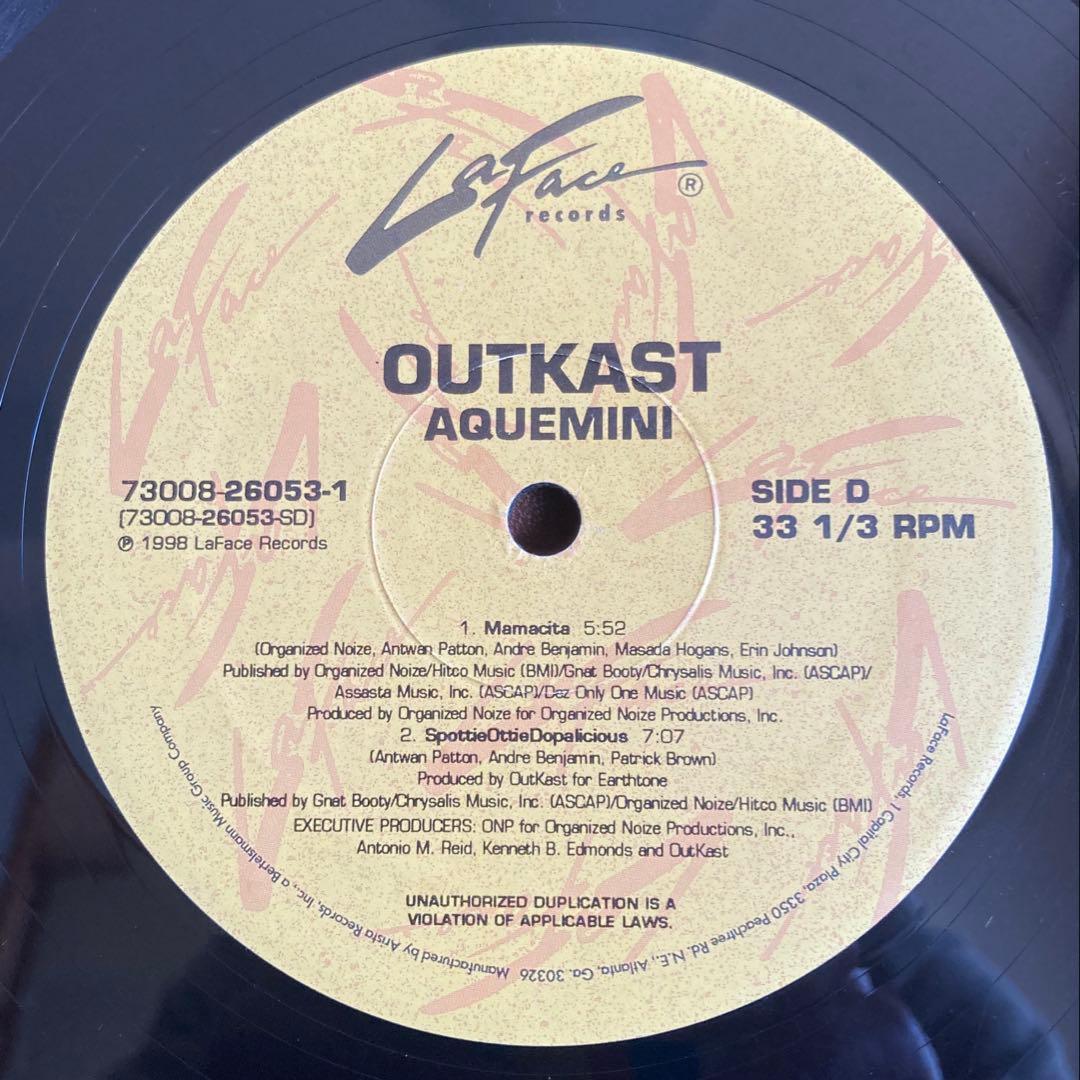 LaFace ®
records
OUTKAST
AQUEMINI
73008-26053-1
(73008-26053-SD)
℗ 1998 LaFace Records
SIDE D
33 1/3 RPM
1. Mamacita 5:52
(Organized Noize, Antwan Patton, Andre Benjamin, Masada Hogans, Erin Johnson)
Published by Organized Noize/Hitco Music (BMI)/Gnat Booty/Chrysalis Music, Inc. (ASCAP)/
Assasta Music, Inc. (ASCAP)/Dez Only One Music (ASCAP)
Produced by Organized Noize for Organized Noize Productions, Inc.
2. SpottieOttieDopalicious 7:07
(Antwan Patton, Andre Benjamin, Patrick Brown)
Produced by OutKast for Earthtone
Published by Gnat Booty/Chrysalis Music, Inc. (ASCAP)/Organized Noize/Hitco Music (BMI)
EXECUTIVE PRODUCERS: ONP for Organized Noize Productions, Inc.,
Antonio M. Reid, Kenneth B. Edmonds and OutKast
UNAUTHORIZED DUPLICATION IS A
VIOLATION OF APPLICABLE LAWS.
LaFace Records, 1 Capital City Plaza, 3350 Peachtree Rd. N.E., Atlanta, Ga. 30326 Manufactured by Arista Records, Inc., a Bertelsmann Music Group Company